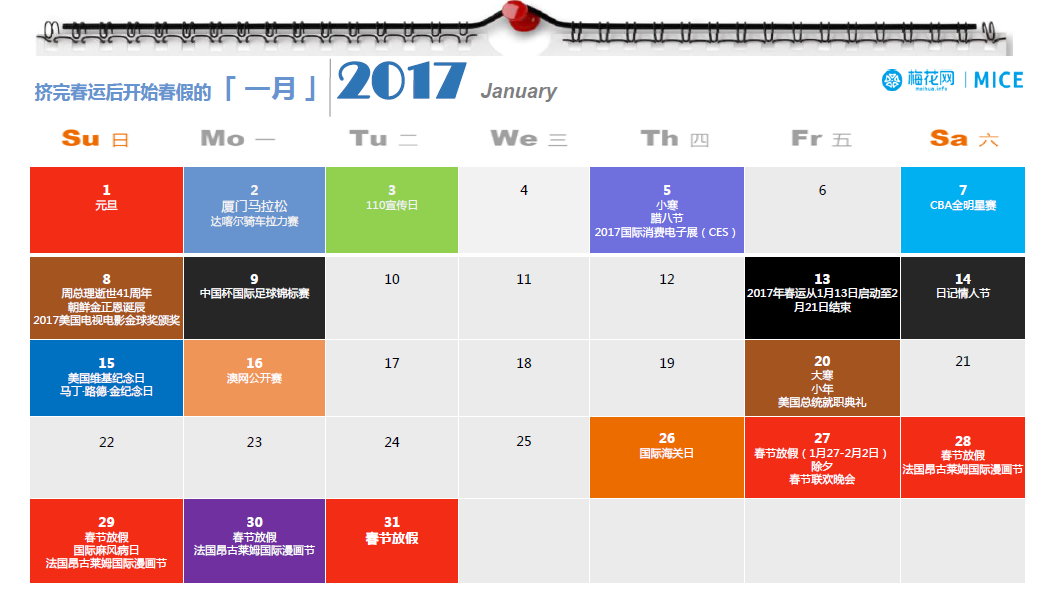 挤完春运后开始春假的「一月」 2017 January
梅花网 meihua.info MICE
Su 日 Mo 一 Tu 二 We 三 Th 四 Fr 五 Sa 六
1
元旦
2
厦门马拉松
达喀尔骑车拉力赛
3
110宣传日
4
5
小寒
腊八节
2017国际消费电子展（CES）
6
7
CBA全明星赛
8
周总理逝世41周年
朝鲜金正恩诞辰
2017美国电视电影金球奖颁奖
9
中国杯国际足球锦标赛
10
11
12
13
2017年春运从1月13日启动至2
月21日结束
14
日记情人节
15
美国维基纪念日
马丁·路德·金纪念日
16
澳网公开赛
17
18
19
20
大寒
小年
美国总统就职典礼
21
22
23
24
25
26
国际海关日
27
春节放假（1月27-2月2日）
除夕
春节联欢晚会
28
春节放假
法国昂古莱姆国际漫画节
29
春节放假
国际麻风病日
法国昂古莱姆国际漫画节
30
春节放假
法国昂古莱姆国际漫画节
31
春节放假